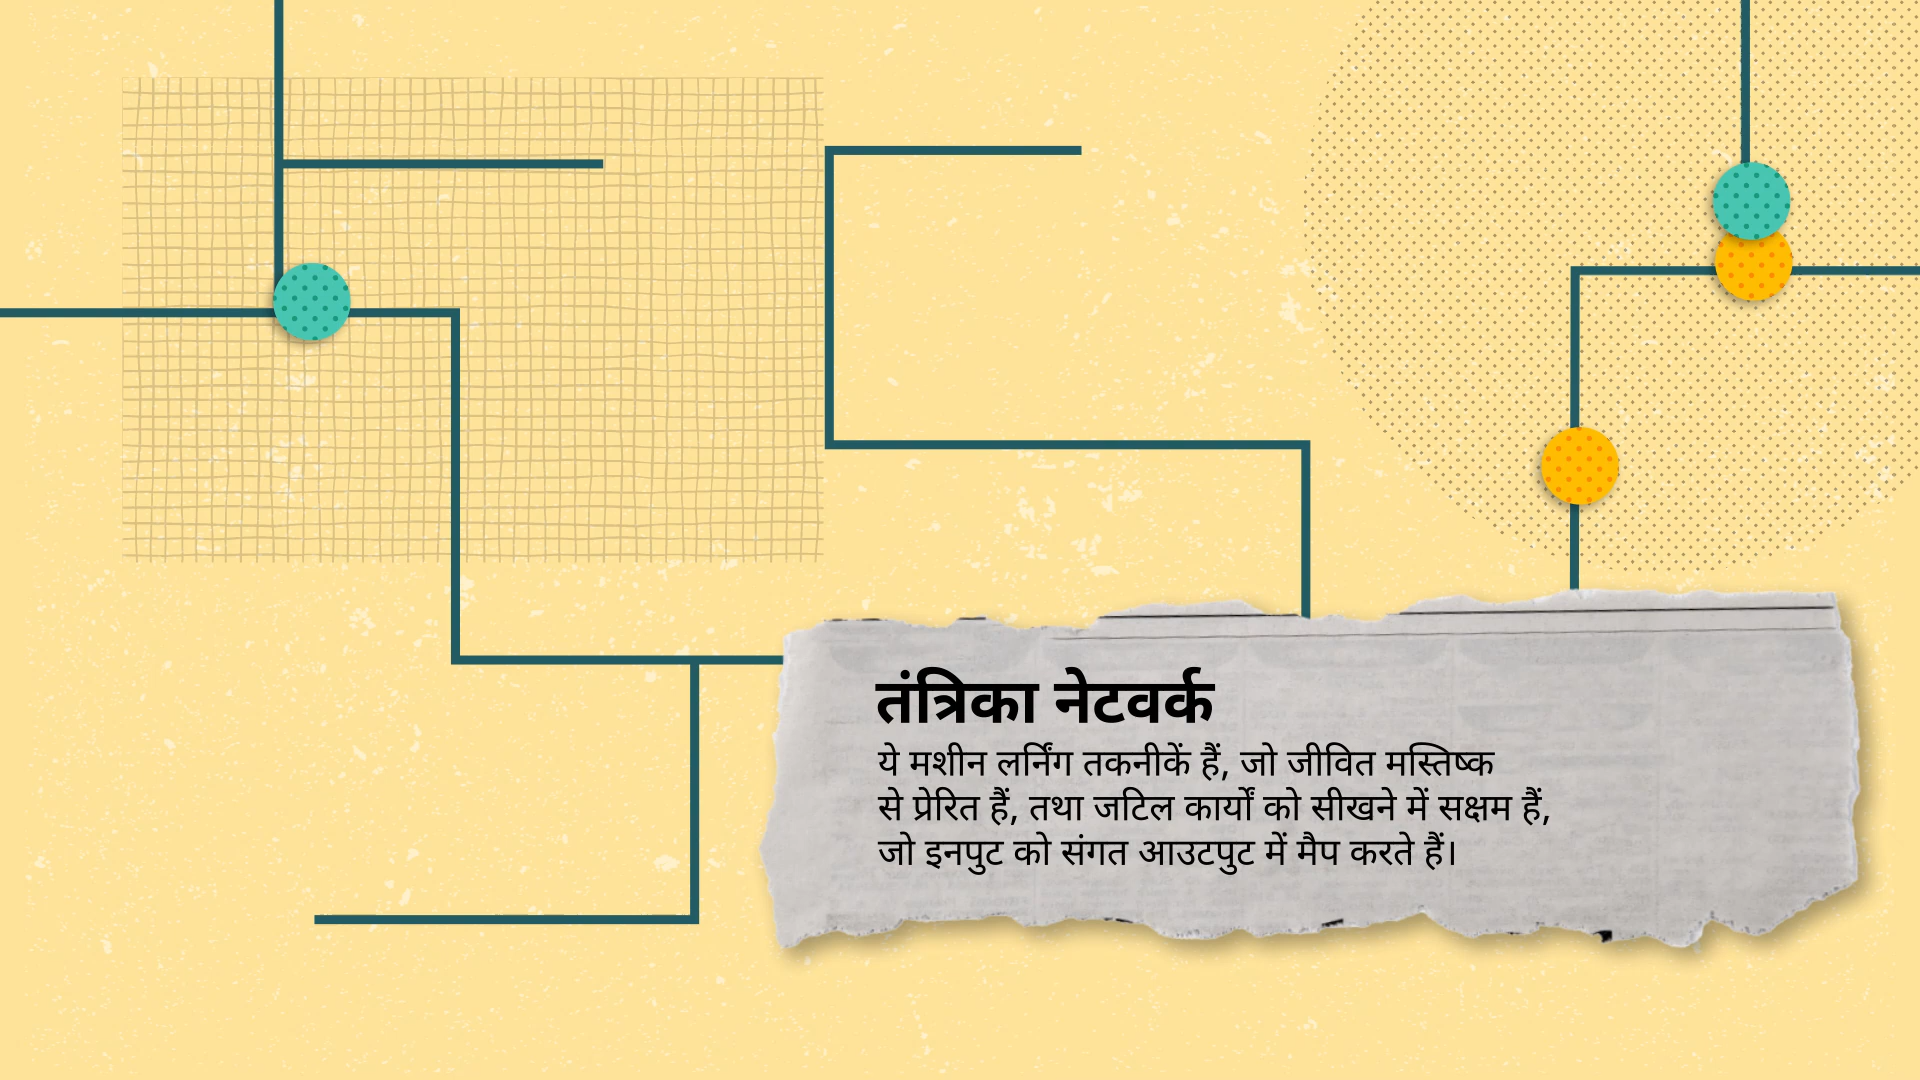 तंत्रिका नेटवर्क
ये मशीन लर्निंग तकनीकें हैं, जो जीवित मस्तिष्क
से प्रेरित हैं, तथा जटिल कार्यों को सीखने में सक्षम हैं,
जो इनपुट को संगत आउटपुट में मैप करते हैं।